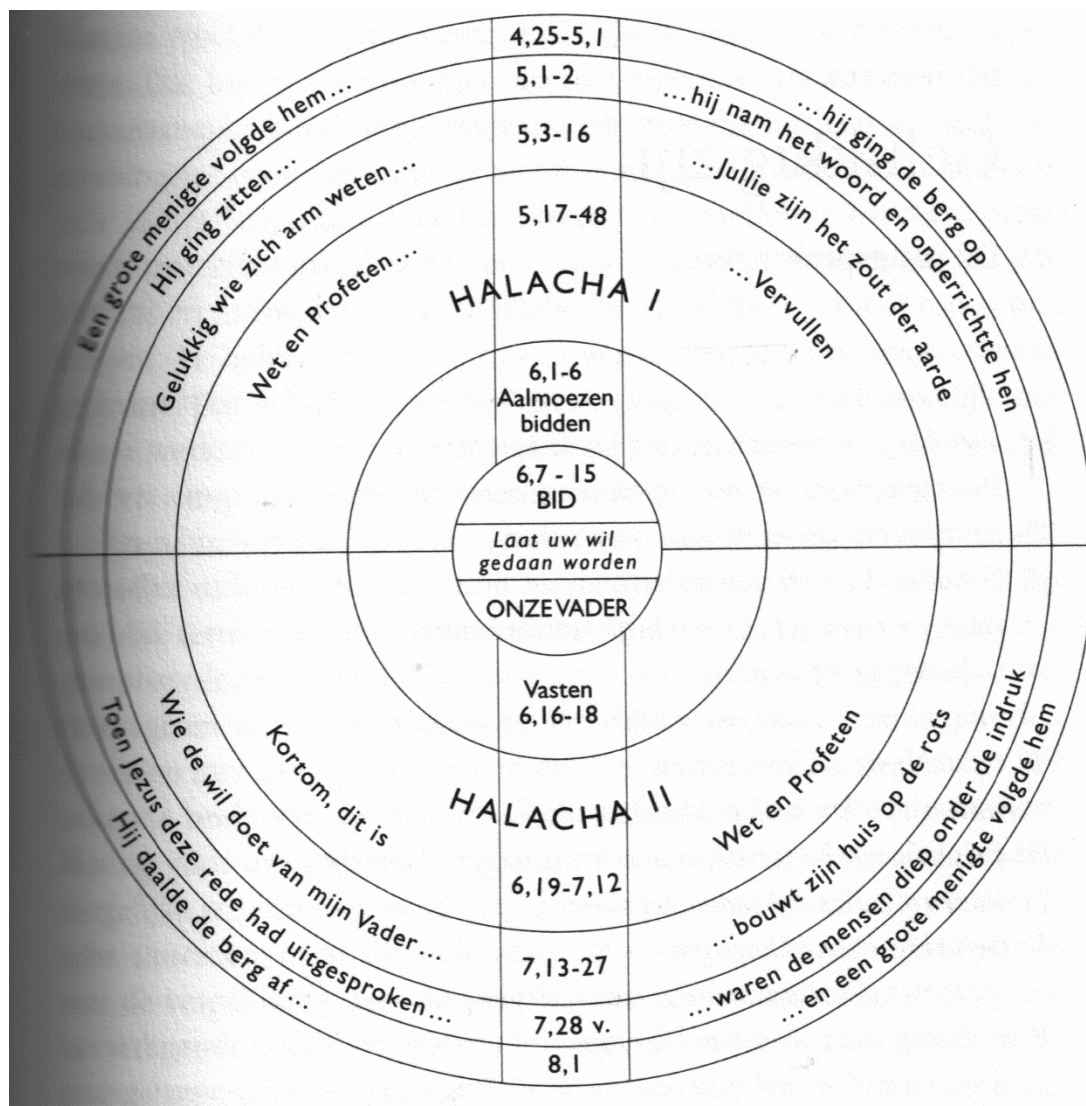 4,25-5,1
Een grote menigte volgde hem...
...hij ging de berg op
5,1-2
Hij ging zitten...
...hij nam het woord en onderrichtte hen
5,3-16
Gelukkig wie zich arm weten...
...Jullie zijn het zout der aarde
5,17-48
Wet en Profeten...
...Vervullen
HALACHA I
6,1-6
Aalmoezen
bidden
6,7 - 15
BID
Laat uw wil
gedaan worden
ONZE VADER
Vasten
6,16-18
HALACHA II
Kortom, dit is
Wet en Profeten
6,19-7,12
Wie de wil doet van mijn Vader...
...bouwt zijn huis op de rots
7,13-27
Toen Jezus deze rede had uitgesproken...
...waren de mensen diep onder de indruk
7,28 v.
Hij daalde de berg af...
...en een grote menigte volgde hem
8,1